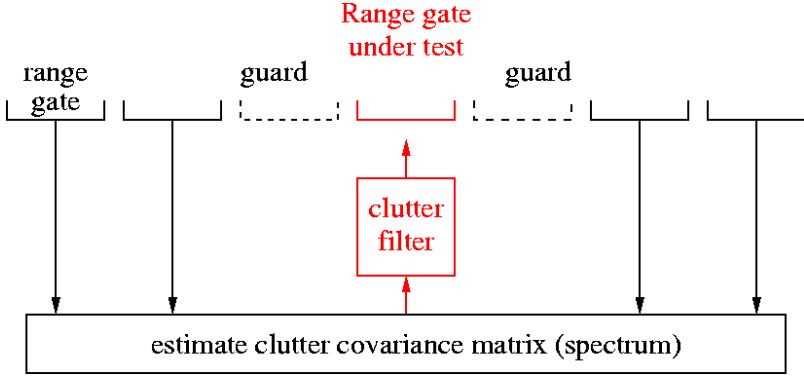 Range gate
under test
range
gate
guard
guard
clutter
filter
estimate clutter covariance matrix (spectrum)